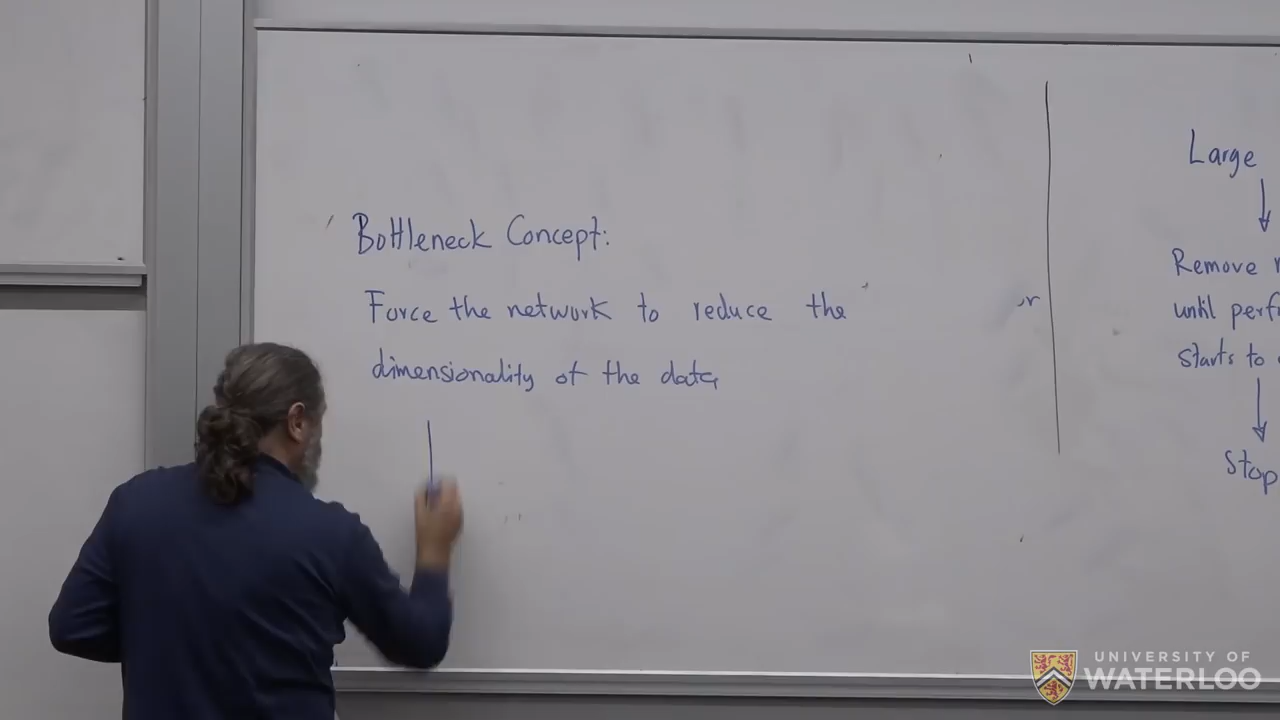 Bottleneck Concept:
Force the network to reduce the
dimensionality of the data
or
Large
Remove
until
starts to
Stop
UNIVERSITY OF
WATERLOO